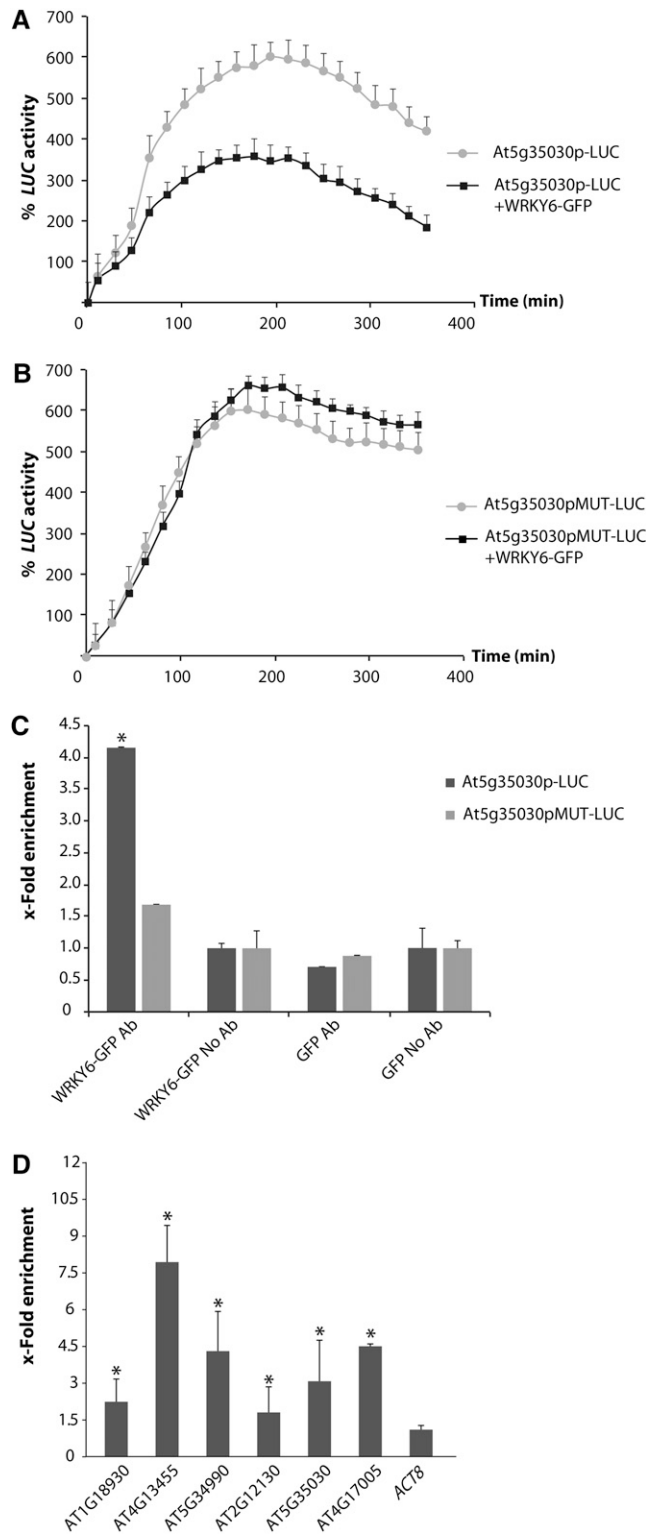 A
700
600
500
400
300
200
100
% LUC activity
At5g35030p-LUC
At5g35030p-LUC
+WRKY6-GFP
Time (min)
0
100
200
300
400
B
700
600
500
400
300
200
100
% LUC activity
At5g35030pMUT-LUC
At5g35030pMUT-LUC
+WRKY6-GFP
Time (min)
0
100
200
300
400
C
4.5
4.0
3.5
3.0
2.5
2.0
1.5
1.0
0.5
0
x-Fold enrichment
*
At5g35030p-LUC
At5g35030pMUT-LUC
WRKY6-GFP Ab
WRKY6-GFP No Ab
GFP Ab
GFP No Ab
D
12
105
9
7.5
6
4.5
3
1.5
0
x-Fold enrichment
* * * * * *
AT1G18930
AT4G13455
AT5G34990
AT2G12130
AT5G35030
AT4G17005
ACT8